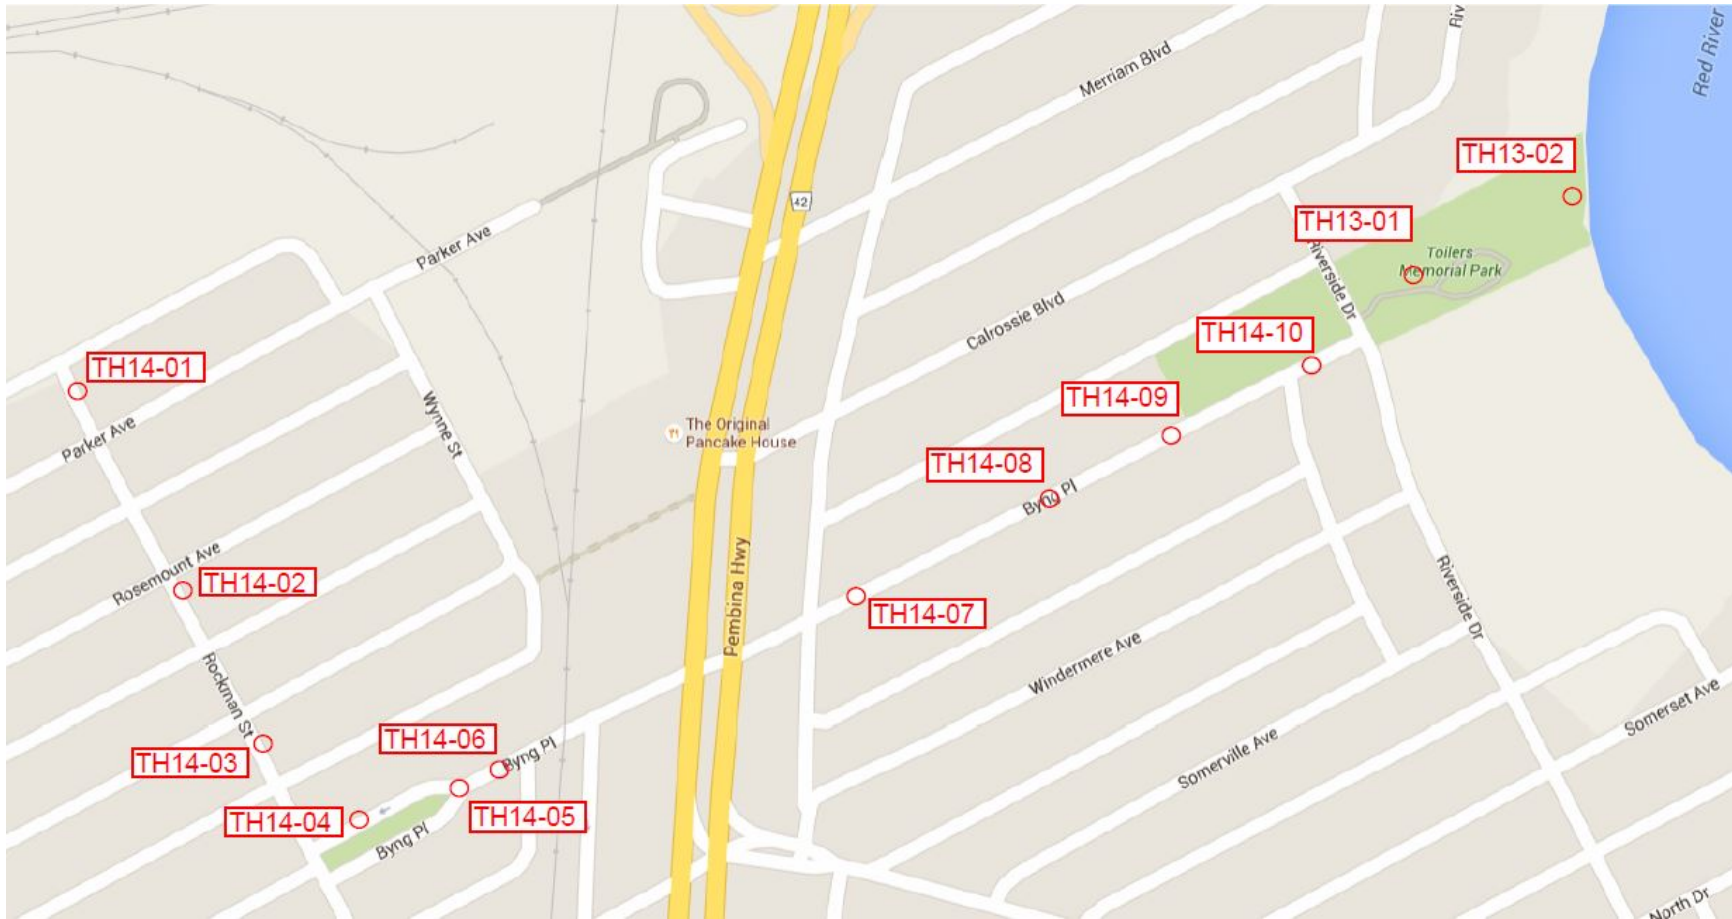 Riv
Red River
Merriam Blvd
TH13-02
42
TH13-01
Parker Ave
Riverside Dr
Toilers
Memorial Park
Calrossie Blvd
TH14-10
TH14-01
TH14-09
Wynne St
Parker Ave
The Original
Pancake House
TH14-08
Byng Pl
Rosemount Ave
TH14-02
Pembina Hwy
TH14-07
Riverside Dr
Windermere Ave
Rockman St
Somerset Ave
TH14-06
Byng Pl
TH14-03
Somerville Ave
TH14-04
TH14-05
Byng Pl
North Dr